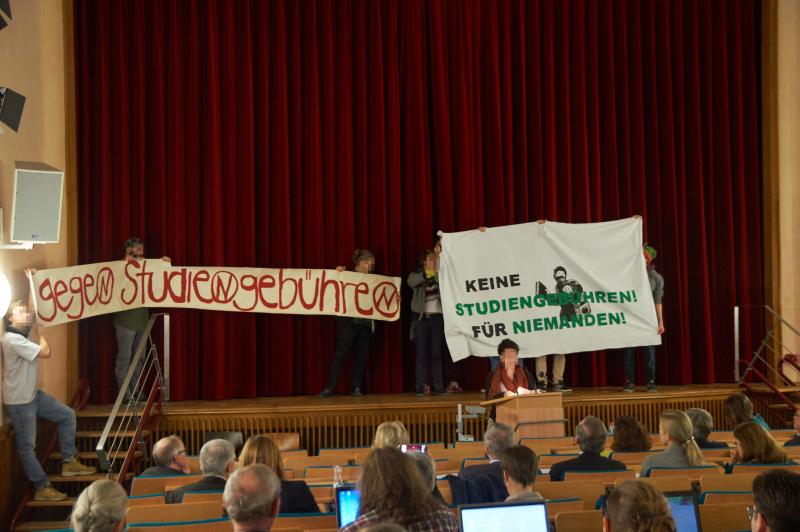 gegeN StudieNgebühreN
KEINE
STUDIENGEBÜHREN!
FÜR NIEMANDEN!